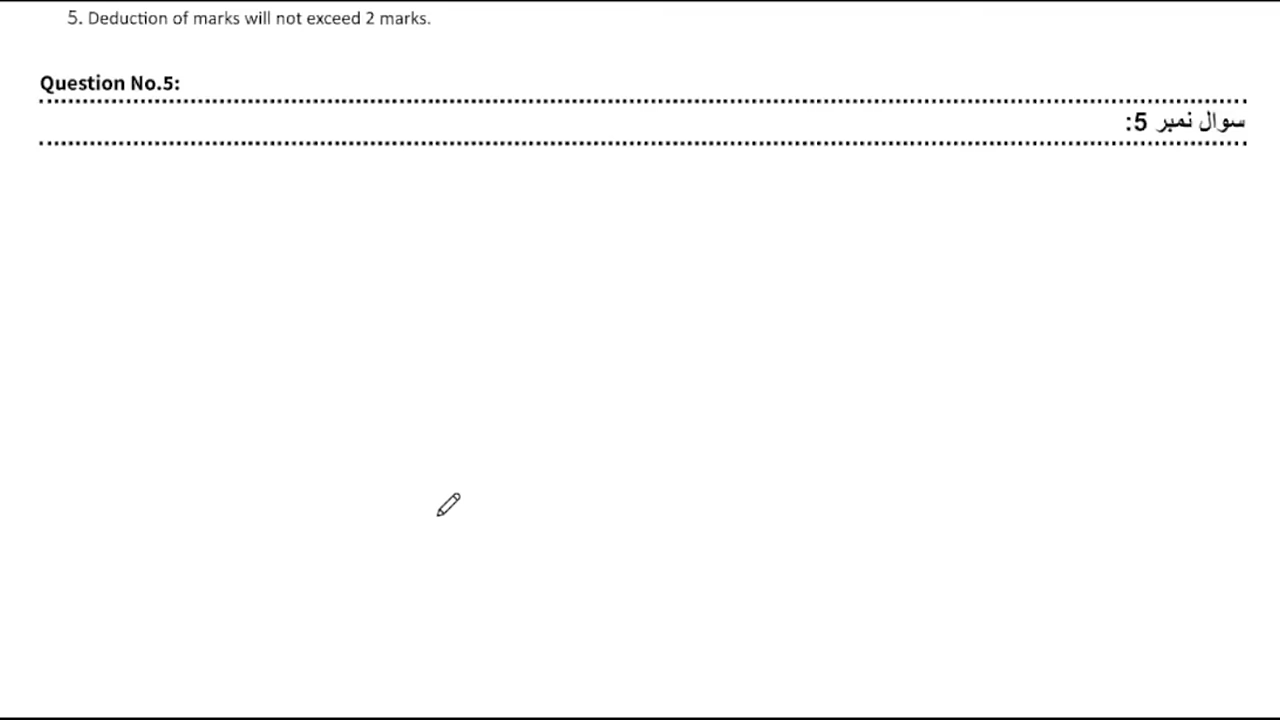 5. Deduction of marks will not exceed 2 marks.
Question No.5:
سوال نمبر 5: